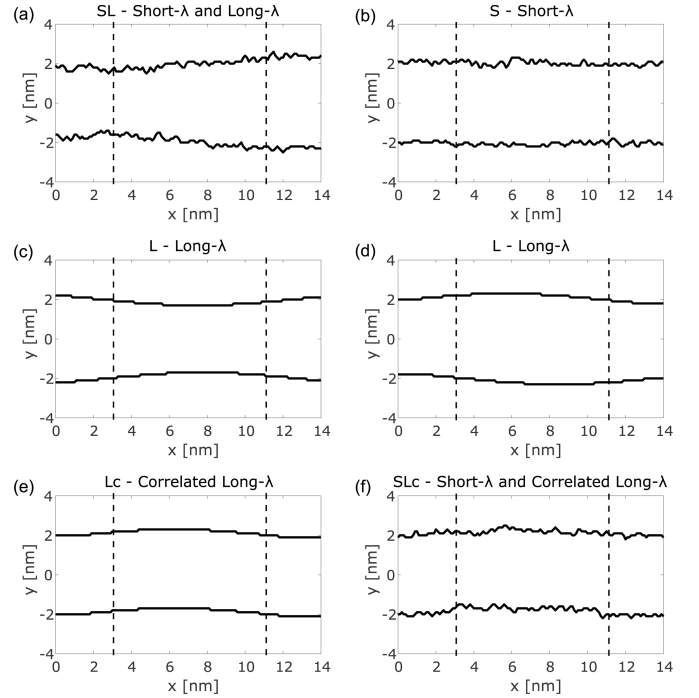 (a) SL - Short-λ and Long-λ
y [nm]
4
2
0
-2
-4
0 2 4 6 8 10 12 14
x [nm]
(b) S - Short-λ
y [nm]
4
2
0
-2
-4
0 2 4 6 8 10 12 14
x [nm]
(c) L - Long-λ
y [nm]
4
2
0
-2
-4
0 2 4 6 8 10 12 14
x [nm]
(d) L - Long-λ
y [nm]
4
2
0
-2
-4
0 2 4 6 8 10 12 14
x [nm]
(e) Lc - Correlated Long-λ
y [nm]
4
2
0
-2
-4
0 2 4 6 8 10 12 14
x [nm]
(f) SLc - Short-λ and Correlated Long-λ
y [nm]
4
2
0
-2
-4
0 2 4 6 8 10 12 14
x [nm]